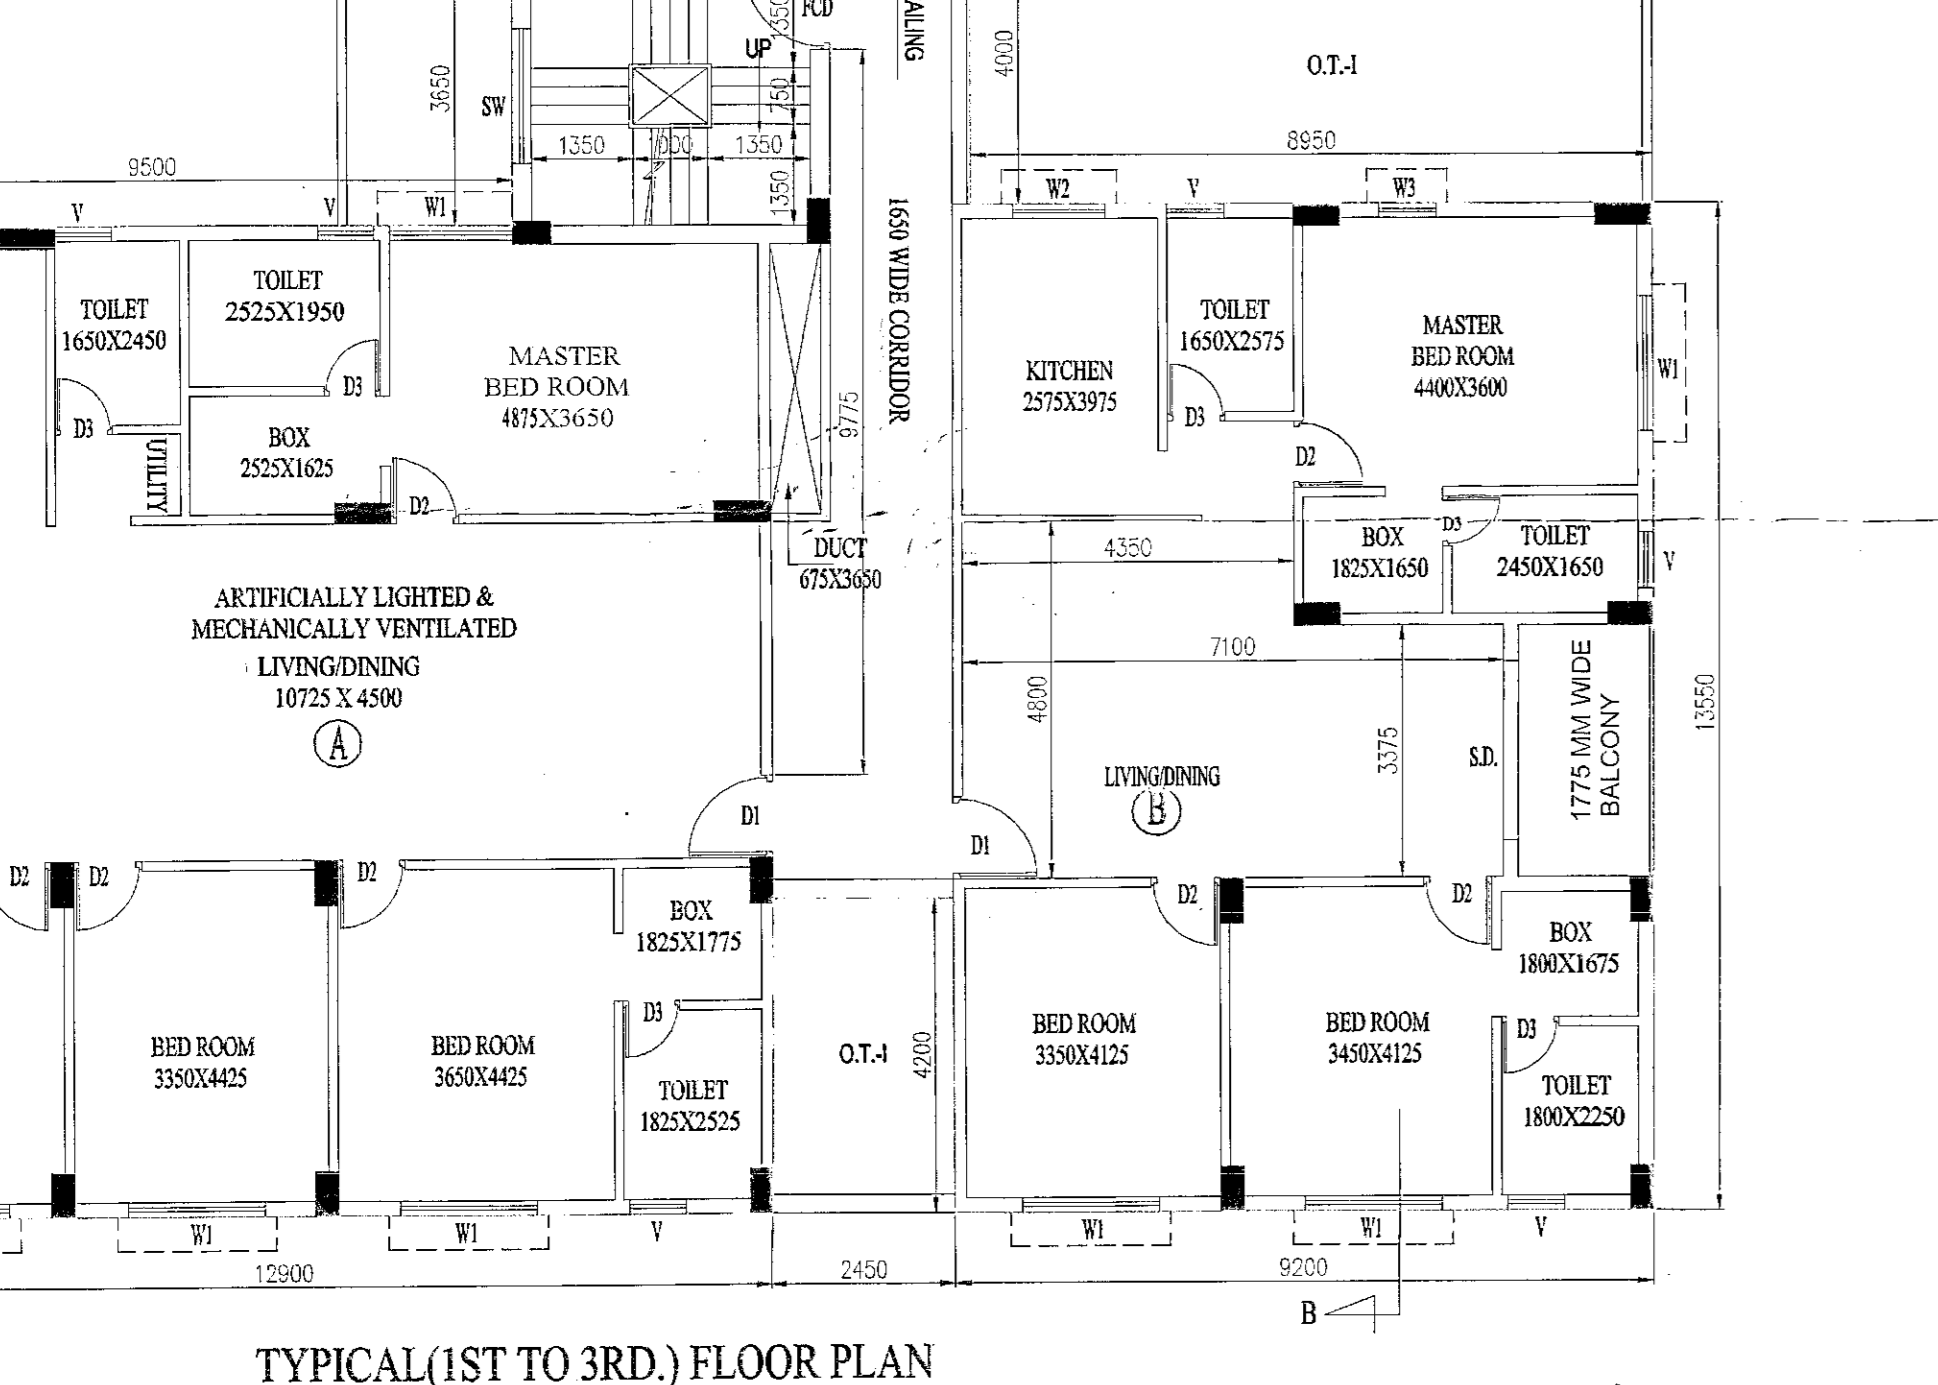 FCD
AILING
UP
1350
O.T.-I
4000
3650
SW
750
1350
1350
8950
9500
1350
V
V
W1
W2
V
W3
1650 WIDE CORRIDOR
TOILET
2525X1950
TOILET
1650X2450
TOILET
1650X2575
MASTER
BED ROOM
4400X3600
MASTER
BED ROOM
4875X3650
KITCHEN
2575X3975
W1
D3
D3
9775
D3
BOX
2525X1625
UTILITY
D2
D2
D3
DUCT
675X3650
4350
BOX
1825X1650
TOILET
2450X1650
V
ARTIFICIALLY LIGHTED &
MECHANICALLY VENTILATED
LIVING/DINING
10725 X 4500
A
7100
4800
3375
S.D.
1775 MM WIDE
BALCONY
13550
LIVING/DINING
B
D1
D1
D2
D2
D2
D2
D2
BOX
1825X1775
BOX
1800X1675
D3
D3
BED ROOM
3350X4425
BED ROOM
3650X4425
TOILET
1825X2525
O.T.-I
4200
BED ROOM
3350X4125
BED ROOM
3450X4125
TOILET
1800X2250
W1
W1
V
W1
W1
V
12900
2450
9200
B
TYPICAL(1ST TO 3RD.) FLOOR PLAN